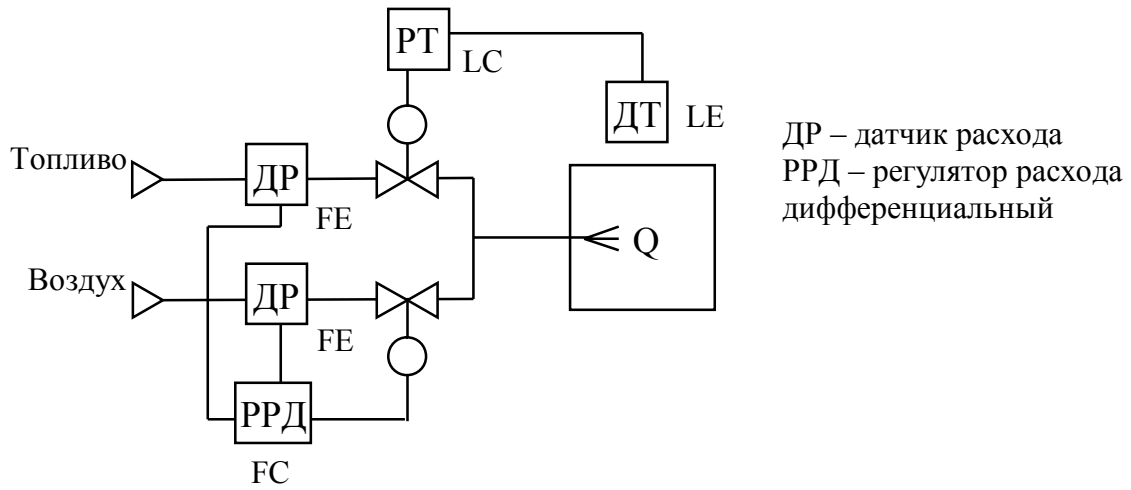 РТ
LC
ДТ
LE
Топливо
ДР
FE
ДР – датчик расхода
РРД – регулятор расхода
дифференциальный
Q
Воздух
ДР
FE
РРД
FC